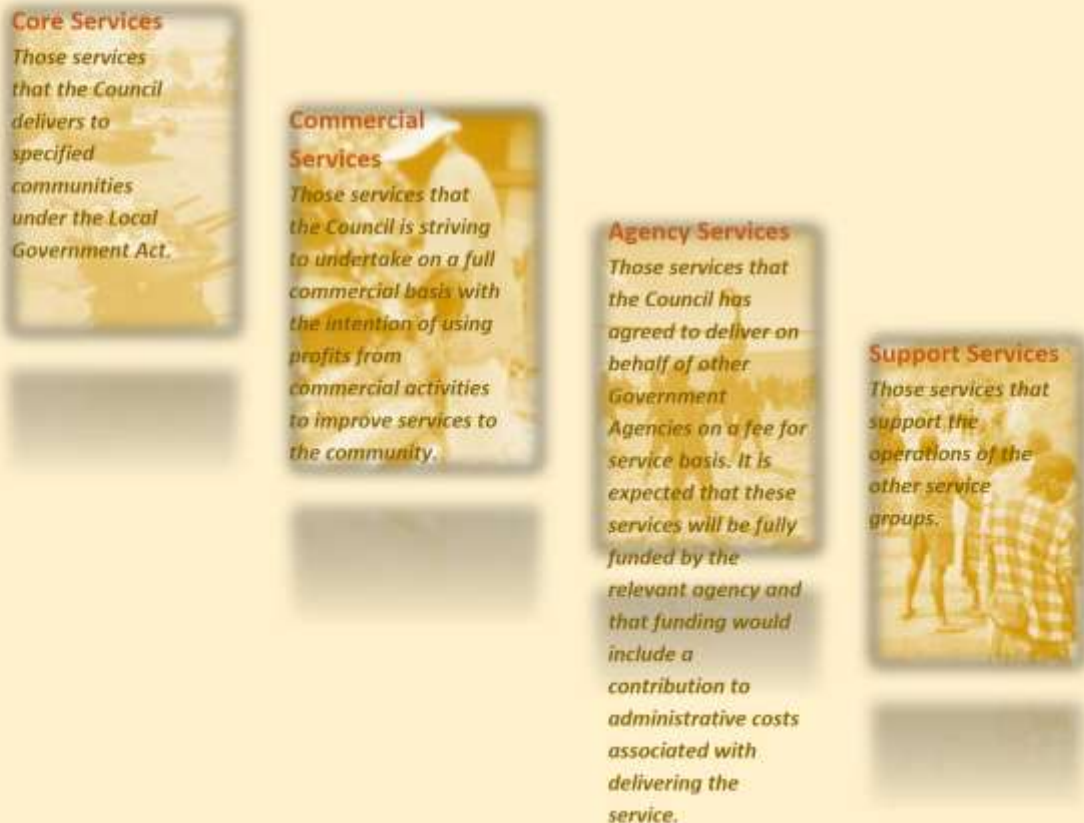 Core Services
Those services
that the Council
delivers to
specified
communities
under the Local
Government Act.
Commercial
Services
Those services that
the Council is striving
to undertake on a full
commercial basis with
the intention of using
profits from
commercial activities
to improve services to
the community.
Agency Services
Those services that
the Council has
agreed to deliver on
behalf of other
Government
Agencies on a fee for
service basis. It is
expected that these
services will be fully
funded by the
relevant agency and
that funding would
include a
contribution to
administrative costs
associated with
delivering the
service.
Support Services
Those services that
support the
operations of the
other service
groups.